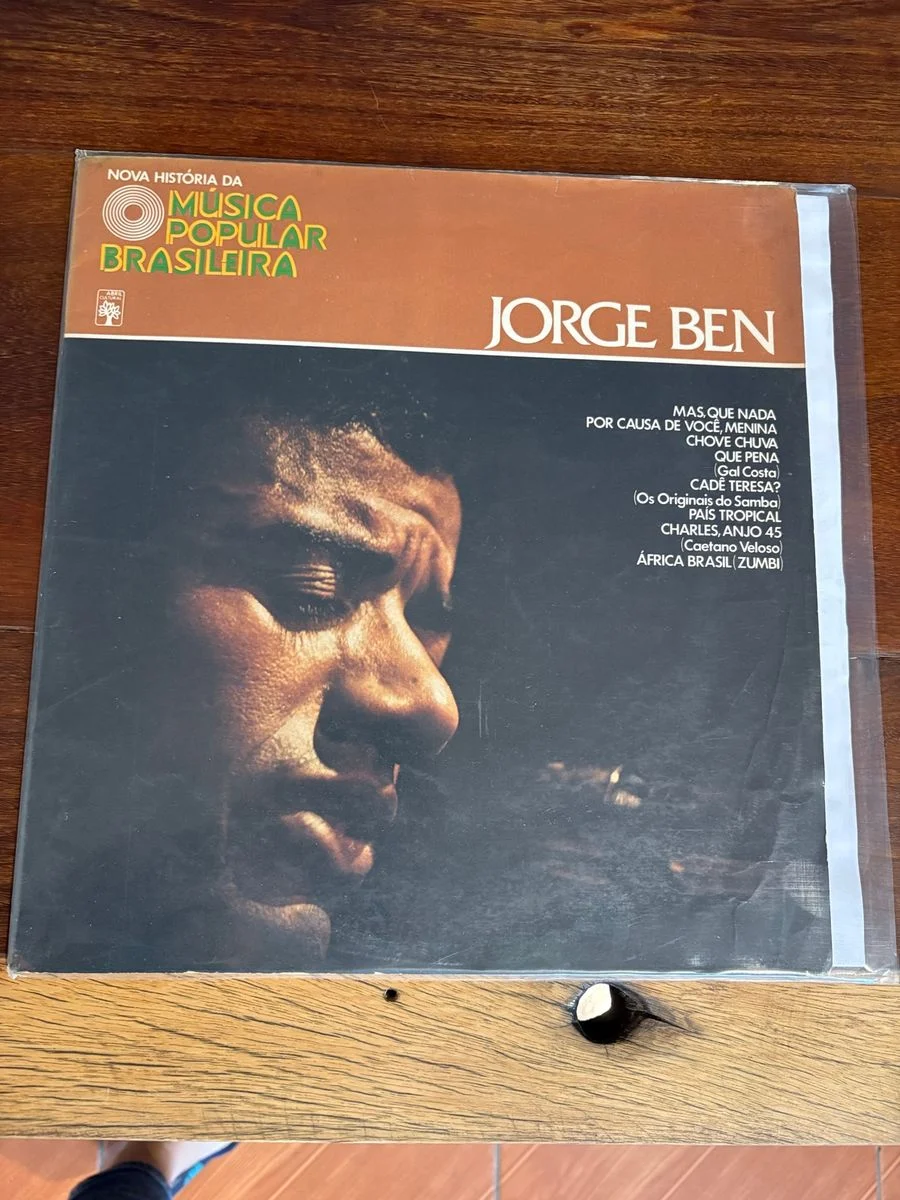 NOVA HISTÓRIA DA
MÚSICA
POPULAR
BRASILEIRA
ABRIL
CULTURAL
JORGE BEN
MAS, QUE NADA
POR CAUSA DE VOCÊ, MENINA
CHOVE CHUVA
QUE PENA
(Gal Costa)
CADÊ TERESA?
(Os Originais do Samba)
PAÍS TROPICAL
CHARLES, ANJO 45
(Caetano Veloso)
ÁFRICA BRASIL (ZUMBI)